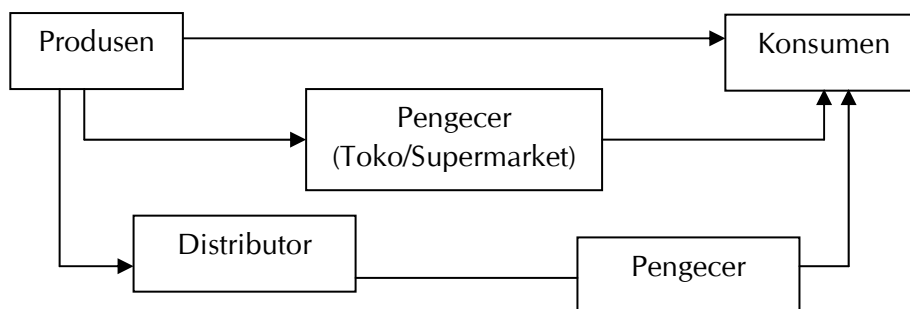 Produsen
Konsumen
Pengecer
(Toko/Supermarket)
Distributor
Pengecer